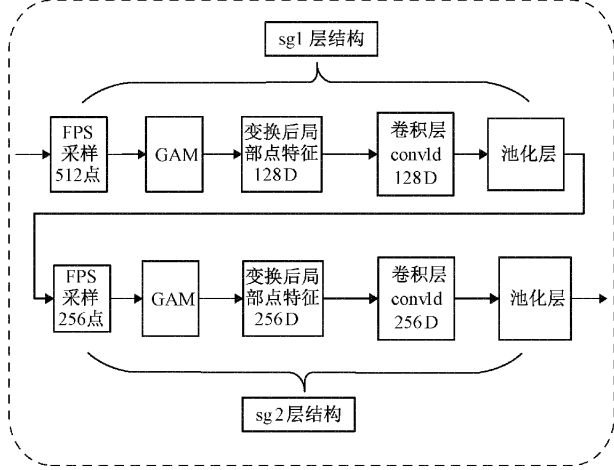 sg1 层结构
FPS
采样
512点
GAM
变换后局
部点特征
128D
卷积层
convld
128D
池化层
FPS
采样
256点
GAM
变换后局
部点特征
256D
卷积层
convld
256D
池化层
sg2层结构